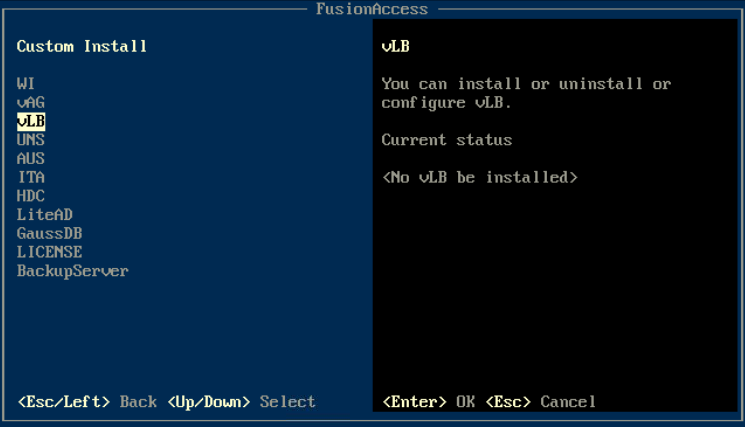 FusionAccess
Custom Install
WI
vAG
vLB
UNS
AUS
ITA
HDC
LiteAD
GaussDB
LICENSE
BackupServer
<Esc/Left> Back <Up/Down> Select
vLB
You can install or uninstall or
configure vLB.
Current status
<No vLB be installed>
<Enter> OK <Esc> Cancel